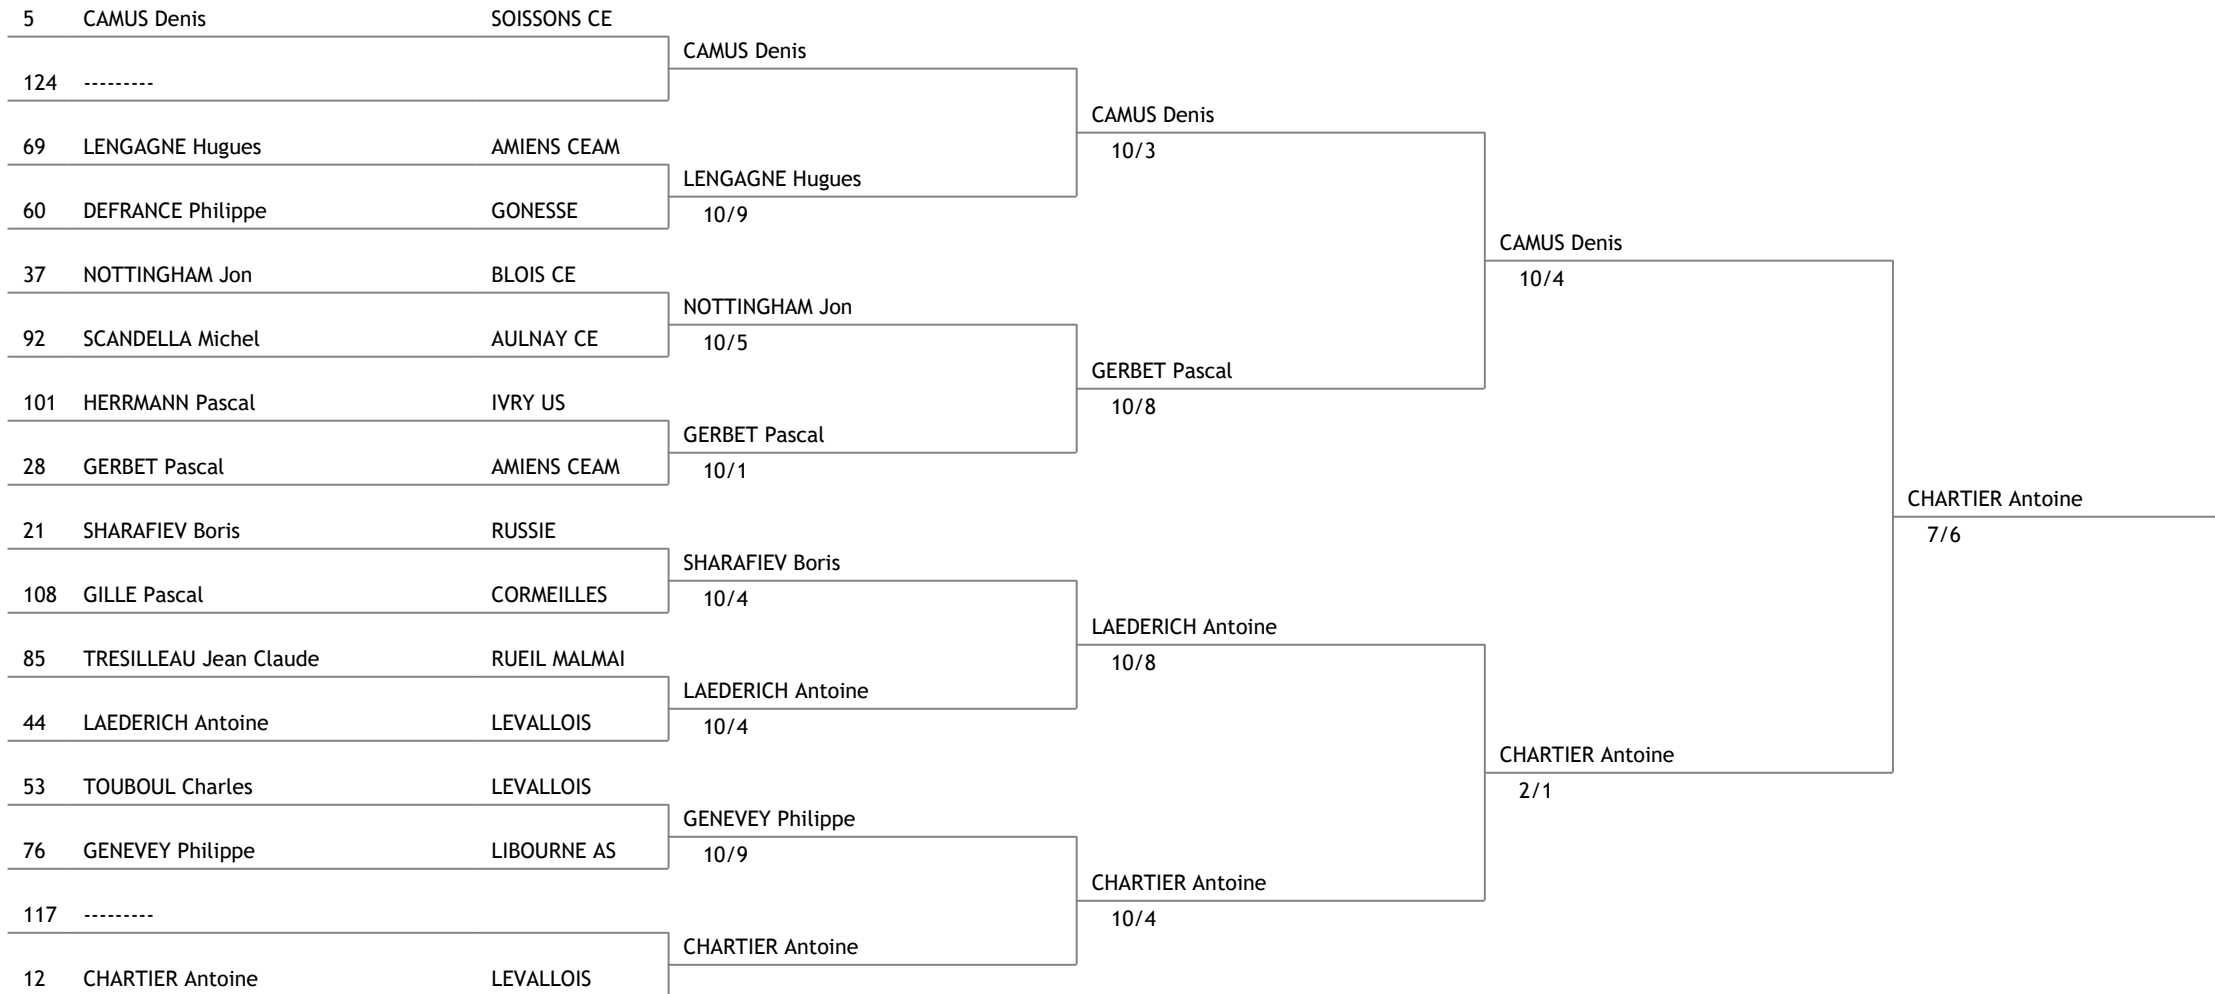 5 CAMUS Denis SOISSONS CE
CAMUS Denis
124 ---------
CAMUS Denis
69 LENGAGNE Hugues AMIENS CEAM
10/3
LENGAGNE Hugues
60 DEFRANCE Philippe GONESSE
10/9
CAMUS Denis
37 NOTTINGHAM Jon BLOIS CE
10/4
NOTTINGHAM Jon
92 SCANDELLA Michel AULNAY CE
10/5
GERBET Pascal
101 HERRMANN Pascal IVRY US
10/8
GERBET Pascal
28 GERBET Pascal AMIENS CEAM
10/1
CHARTIER Antoine
21 SHARAFIEV Boris RUSSIE
7/6
SHARAFIEV Boris
108 GILLE Pascal CORMEILLES
10/4
LAEDERICH Antoine
85 TRESILLEAU Jean Claude RUEIL MALMAI
10/8
LAEDERICH Antoine
44 LAEDERICH Antoine LEVALLOIS
10/4
CHARTIER Antoine
53 TOUBOUL Charles LEVALLOIS
2/1
GENEVEY Philippe
76 GENEVEY Philippe LIBOURNE AS
10/9
CHARTIER Antoine
117 ---------
10/4
CHARTIER Antoine
12 CHARTIER Antoine LEVALLOIS